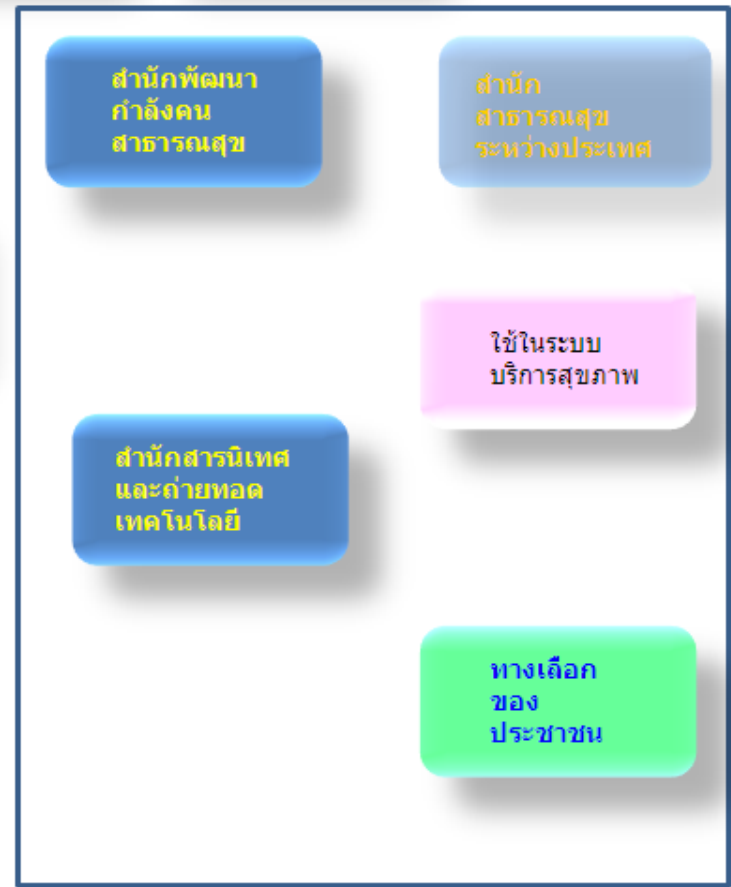 สำนักพัฒนา
กำลังคน
สาธารณสุข
สำนัก
สาธารณสุข
ระหว่างประเทศ
ใช้ในระบบ
บริการสุขภาพ
สำนักสารนิเทศ
และถ่ายทอด
เทคโนโลยี
ทางเลือก
ของ
ประชาชน